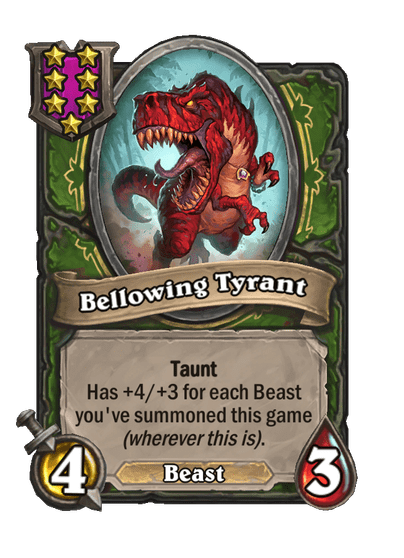 Bellowing Tyrant
Taunt
Has +4/+3 for each Beast
you've summoned this game
(wherever this is).
4
Beast
3